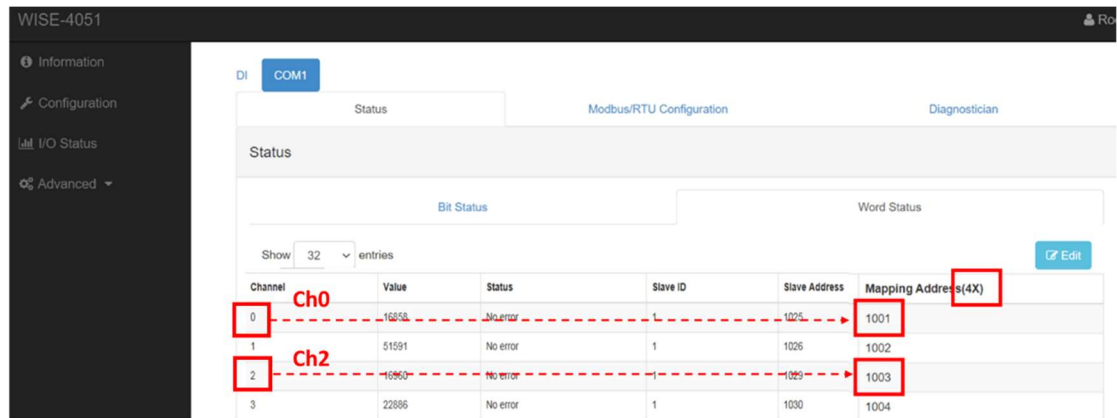 WISE-4051 Ro
Information
Configuration
I/O Status
Advanced
DI COM1
Status Modbus/RTU Configuration Diagnostician
Status
Bit Status Word Status
Show 32 entries Edit
Channel Value Status Slave ID Slave Address Mapping Address(4X)
Ch0
0 16858 No error 1 1025 1001
1 51591 No error 1 1026 1002
Ch2
2 16960 No error 1 1029 1003
3 22886 No error 1 1030 1004